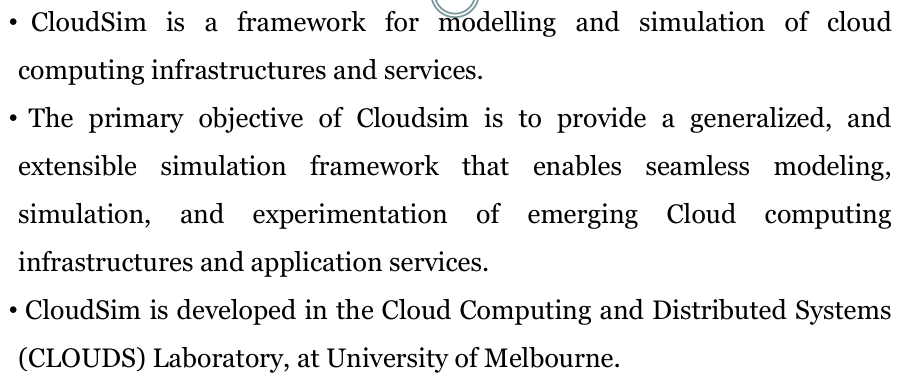 • CloudSim is a framework for modelling and simulation of cloud
computing infrastructures and services.
• The primary objective of Cloudsim is to provide a generalized, and
extensible simulation framework that enables seamless modeling,
simulation, and experimentation of emerging Cloud computing
infrastructures and application services.
• CloudSim is developed in the Cloud Computing and Distributed Systems
(CLOUDS) Laboratory, at University of Melbourne.